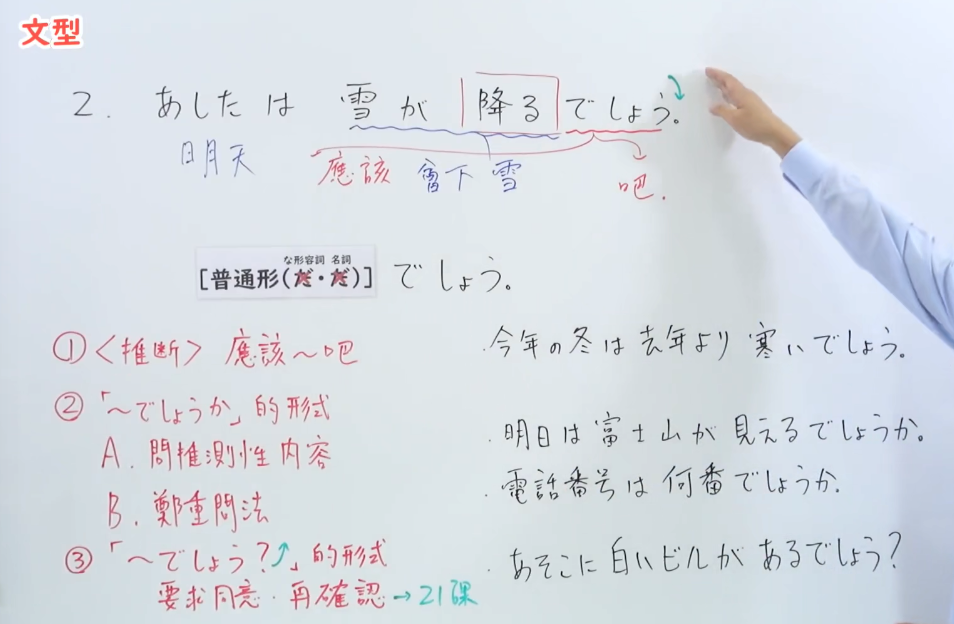 文型
2. あしたは 雪が 降る でしょう。
明天 應該 會下雪 吧.
な形容詞 名詞
[普通形(だ・だ)] でしょう。
① <推断> 應該～吧
・今年の冬は去年より 寒いでしょう。
② 「～でしょうか」的形式
・明日は富士山が見えるでしょうか。
A. 問推測性內容
・電話番号は何番でしょうか.
B. 鄭重問法
③ 「～でしょう?」的形式
・あそこに白いビルがあるでしょう?
要求同意・再確認→21課